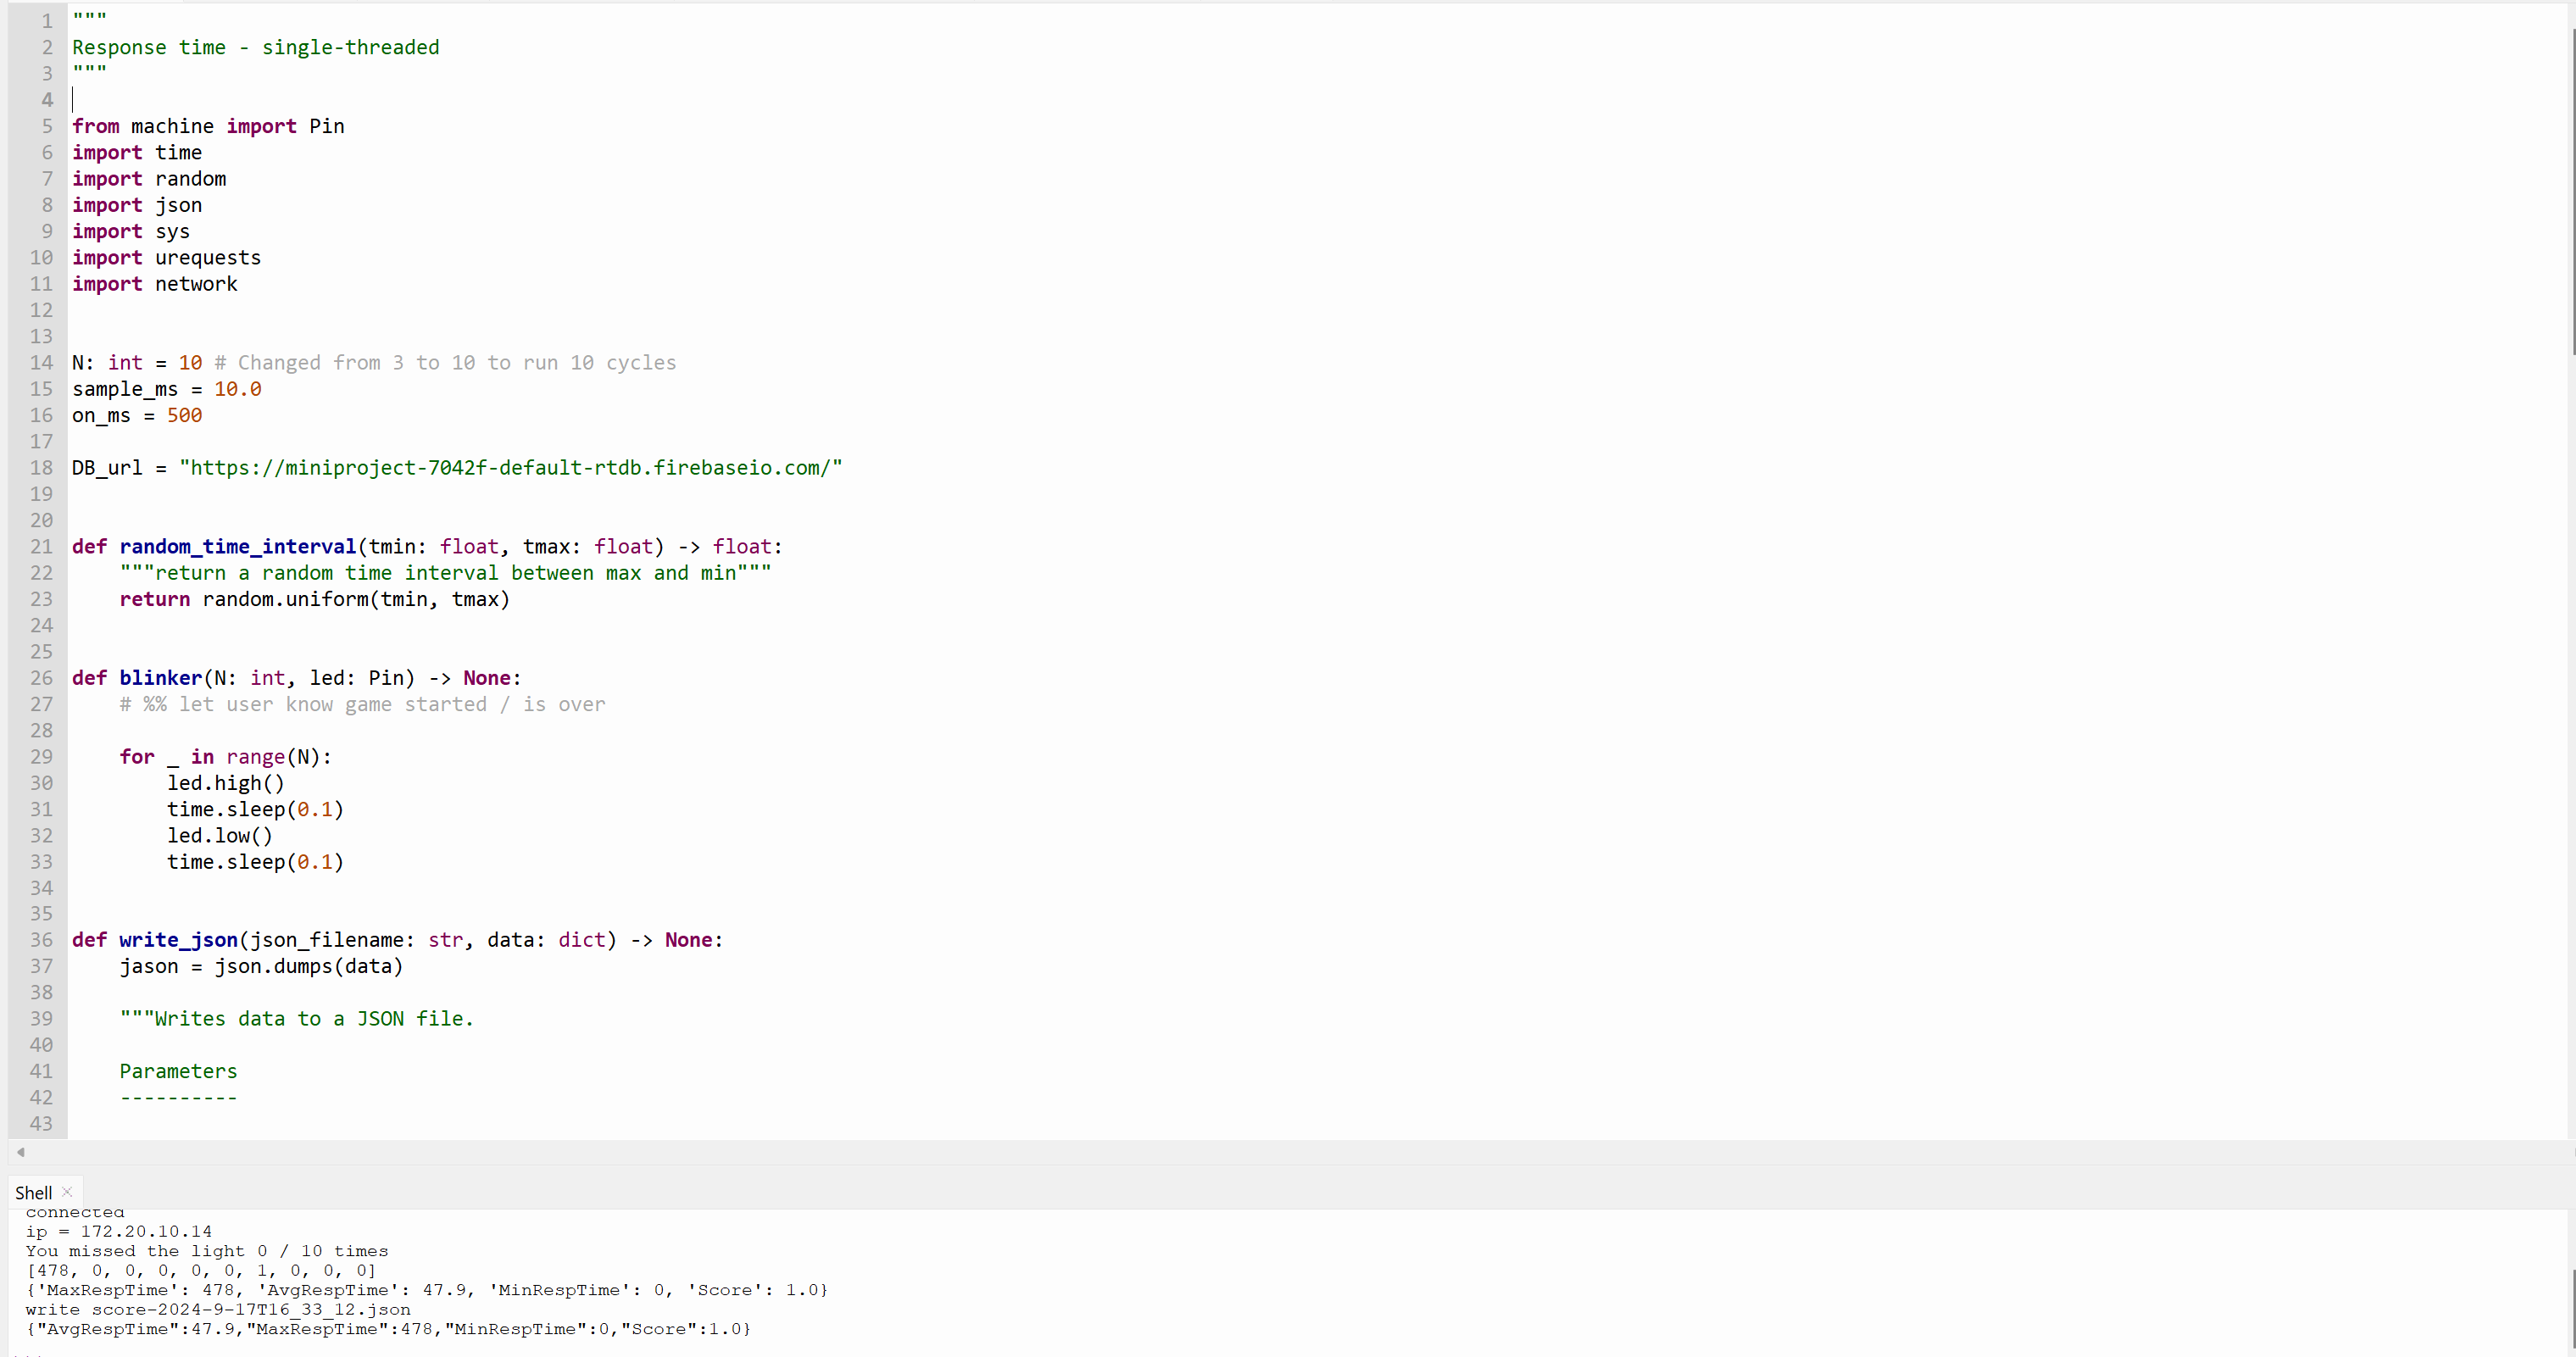 1 """
2 Response time - single-threaded
3 """
4
5 from machine import Pin
6 import time
7 import random
8 import json
9 import sys
10 import urequests
11 import network
12
13
14 N: int = 10 # Changed from 3 to 10 to run 10 cycles
15 sample_ms = 10.0
16 on_ms = 500
17
18 DB_url = "https://miniproject-7042f-default-rtdb.firebaseio.com/"
19
20
21 def random_time_interval(tmin: float, tmax: float) -> float:
22     """return a random time interval between max and min"""
23     return random.uniform(tmin, tmax)
24
25
26 def blinker(N: int, led: Pin) -> None:
27     # %% let user know game started / is over
28
29     for _ in range(N):
30         led.high()
31         time.sleep(0.1)
32         led.low()
33         time.sleep(0.1)
34
35
36 def write_json(json_filename: str, data: dict) -> None:
37     jason = json.dumps(data)
38
39     """Writes data to a JSON file.
40
41     Parameters
42     ----------
43
Shell
connected
ip = 172.20.10.14
You missed the light 0 / 10 times
[478, 0, 0, 0, 0, 0, 1, 0, 0, 0]
{'MaxRespTime': 478, 'AvgRespTime': 47.9, 'MinRespTime': 0, 'Score': 1.0}
write score-2024-9-17T16_33_12.json
{"AvgRespTime":47.9,"MaxRespTime":478,"MinRespTime":0,"Score":1.0}